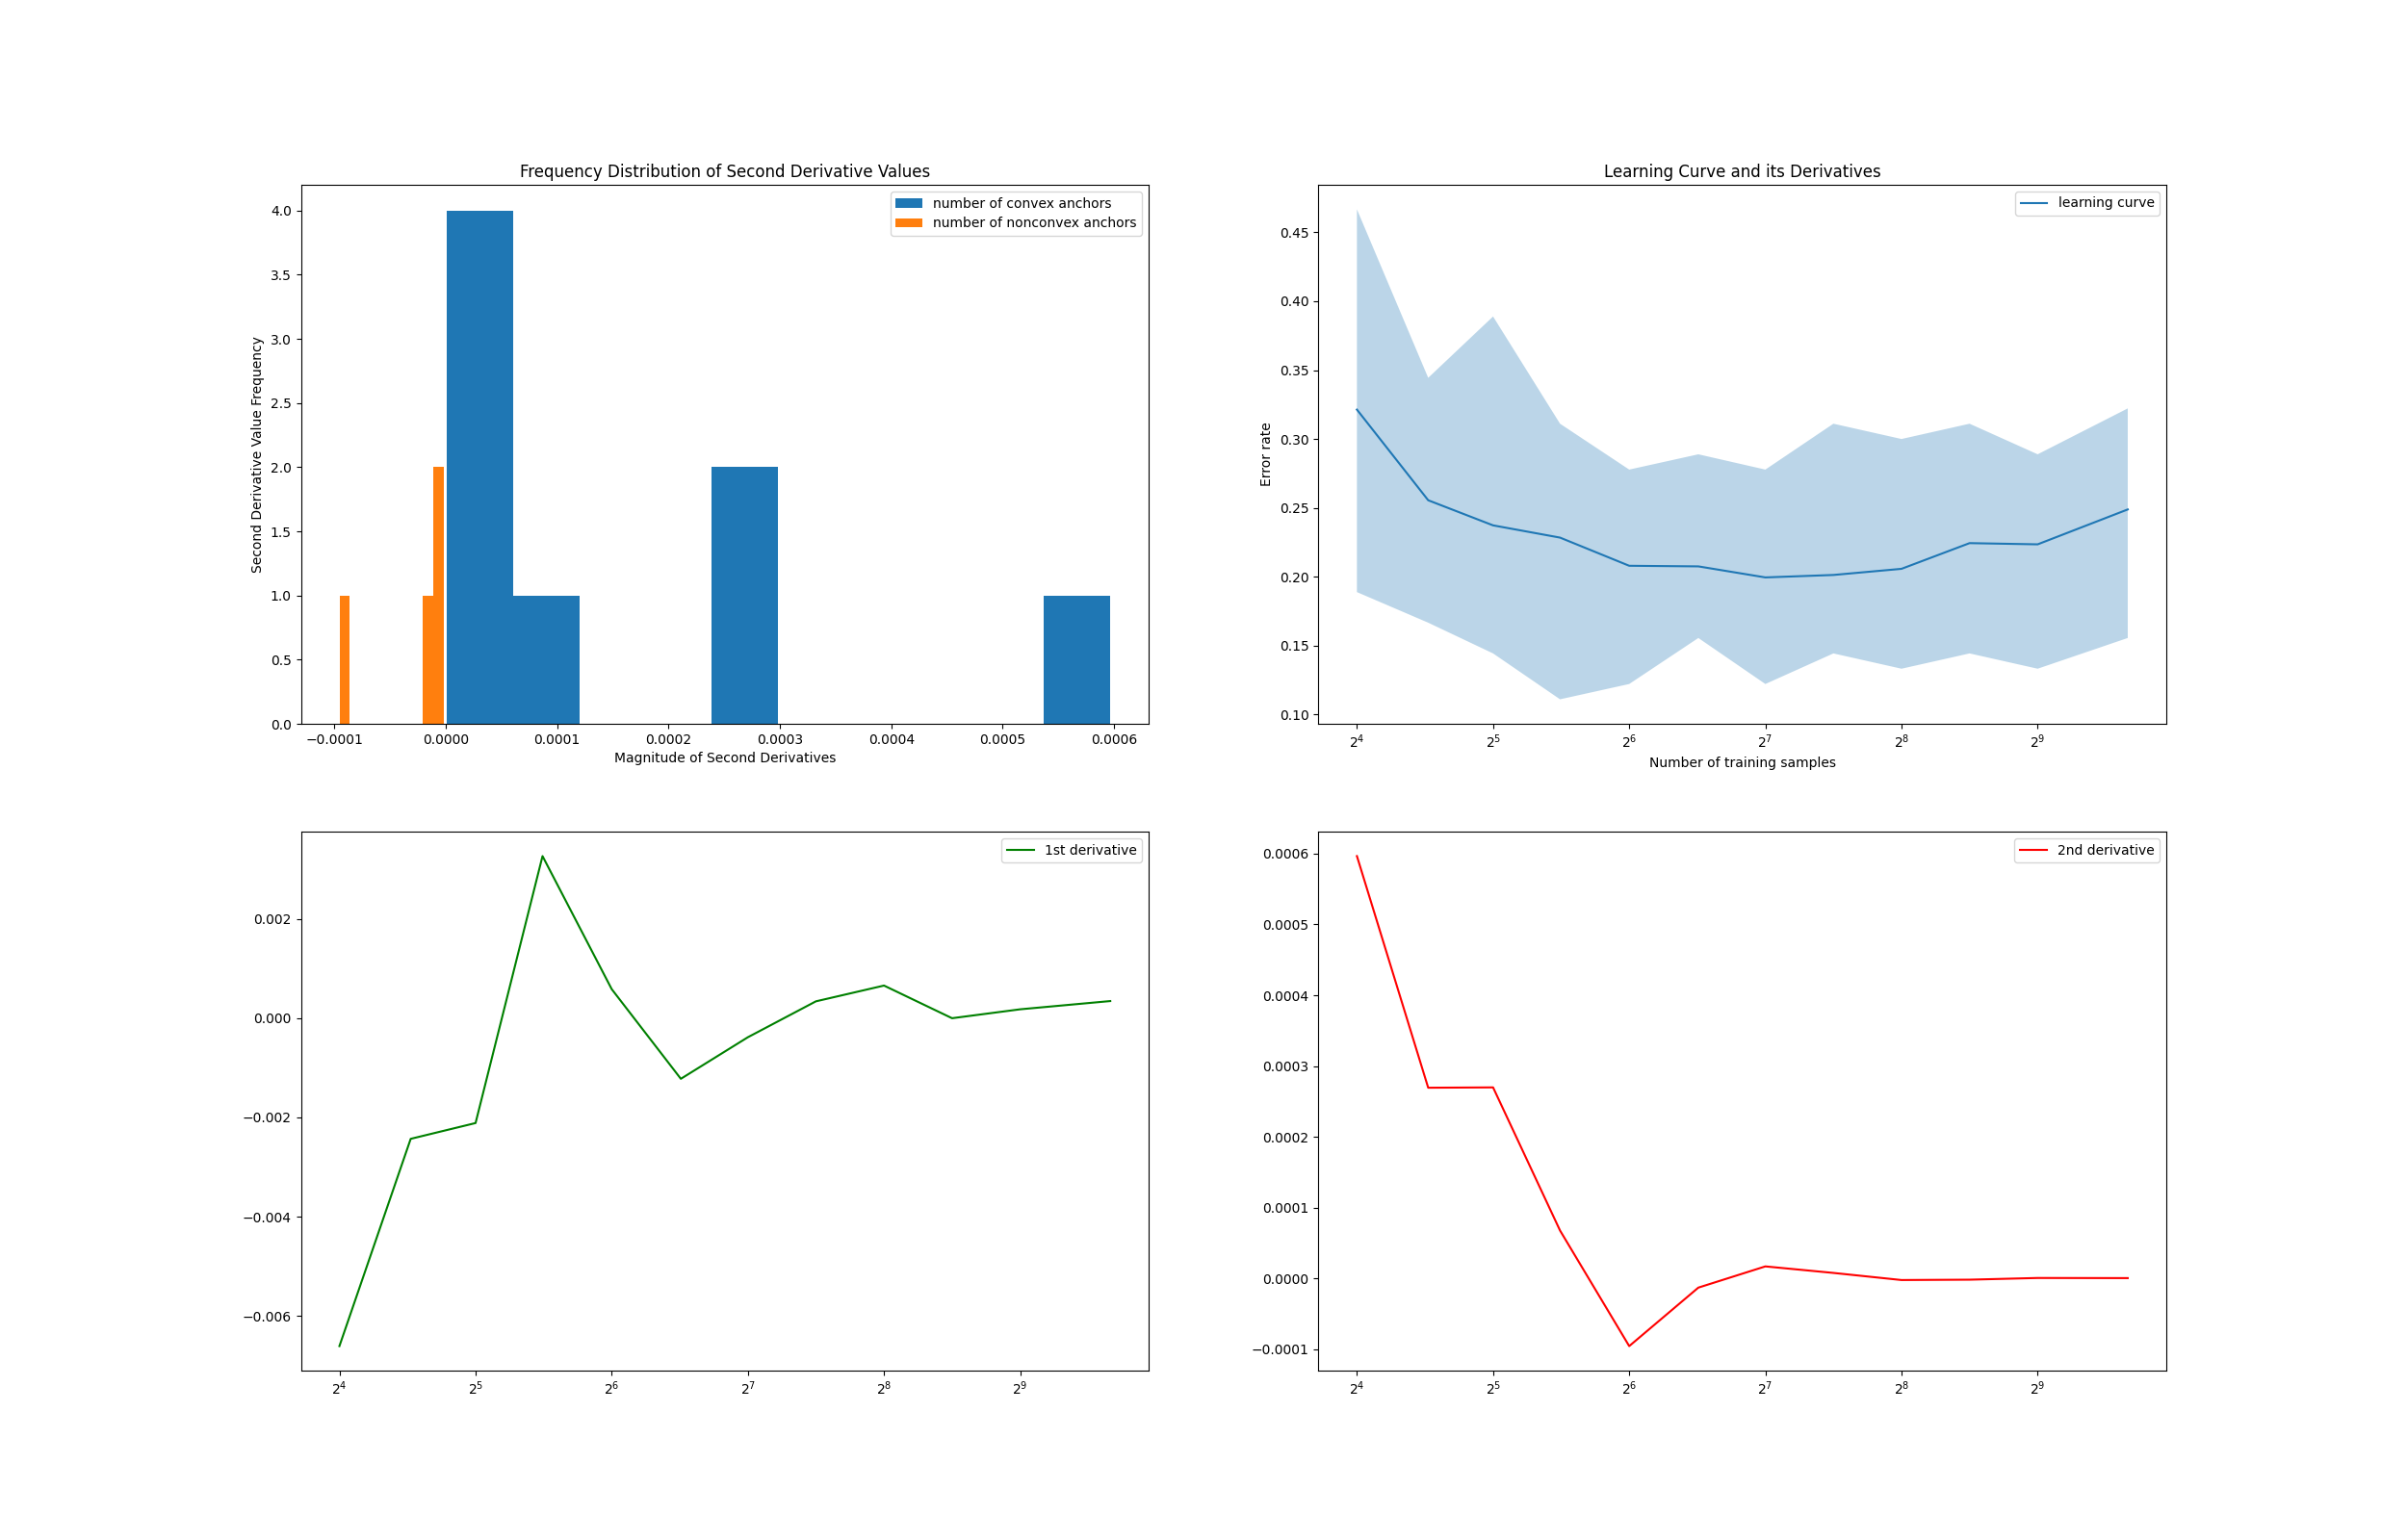 Frequency Distribution of Second Derivative Values
number of convex anchors
number of nonconvex anchors
Second Derivative Value Frequency
4.0
3.5
3.0
2.5
2.0
1.5
1.0
0.5
0.0
−0.0001 0.0000 0.0001 0.0002 0.0003 0.0004 0.0005 0.0006
Magnitude of Second Derivatives
Learning Curve and its Derivatives
learning curve
Error rate
0.45
0.40
0.35
0.30
0.25
0.20
0.15
0.10
2⁴ 2⁵ 2⁶ 2⁷ 2⁸ 2⁹
Number of training samples
1st derivative
0.002
0.000
−0.002
−0.004
−0.006
2⁴ 2⁵ 2⁶ 2⁷ 2⁸ 2⁹
2nd derivative
0.0006
0.0005
0.0004
0.0003
0.0002
0.0001
0.0000
−0.0001
2⁴ 2⁵ 2⁶ 2⁷ 2⁸ 2⁹